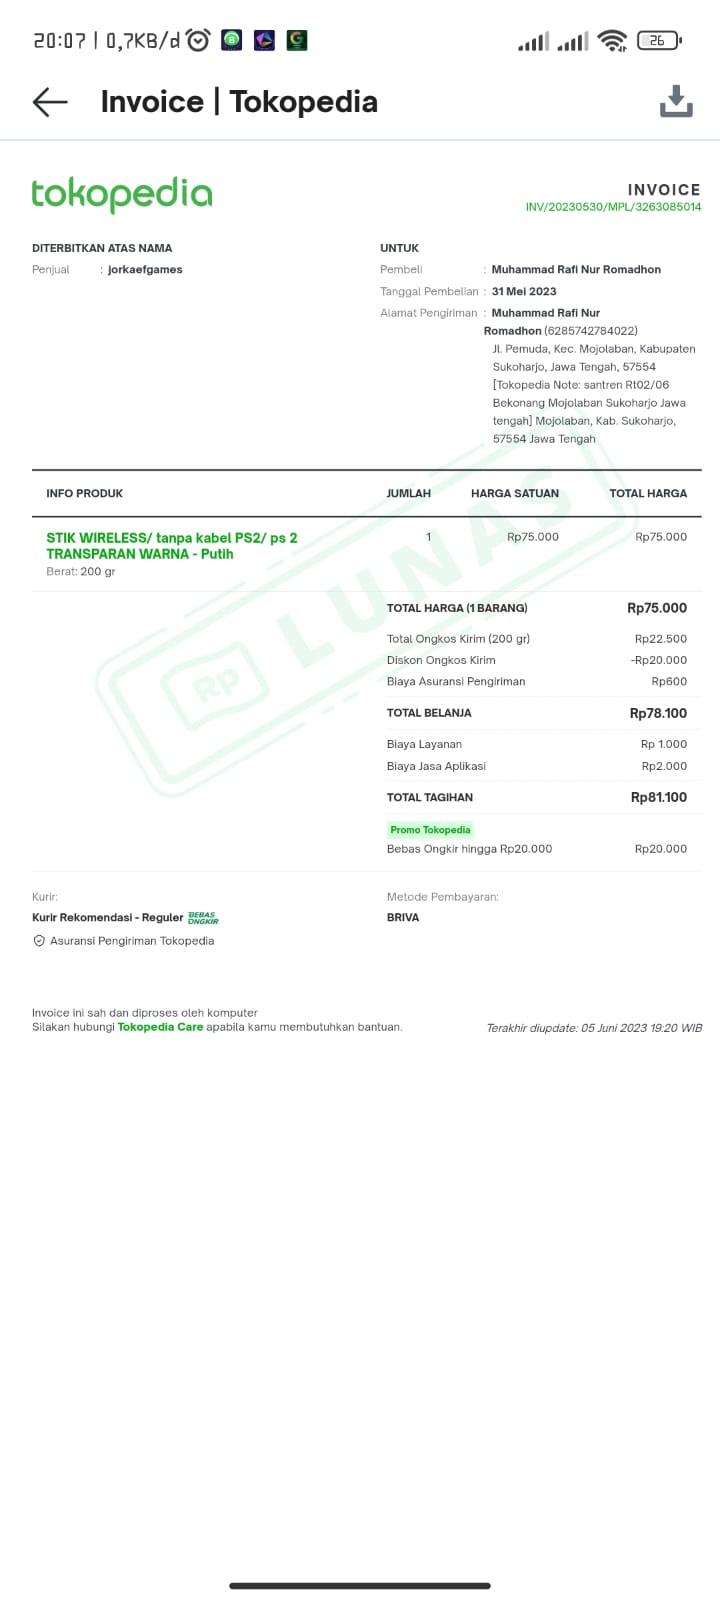 20:07 | 0,7KB/d
26
Invoice | Tokopedia
tokopedia
INVOICE
INV/20230530/MPL/3263085014
DITERBITKAN ATAS NAMA
Penjual : jorkaefgames
UNTUK
Pembeli : Muhammad Rafi Nur Romadhon
Tanggal Pembelian : 31 Mei 2023
Alamat Pengiriman : Muhammad Rafi Nur
Romadhon (6285742784022)
Jl. Pemuda, Kec. Mojolaban, Kabupaten
Sukoharjo, Jawa Tengah, 57554
[Tokopedia Note: santren Rt02/06
Bekonang Mojolaban Sukoharjo Jawa
tengah] Mojolaban, Kab. Sukoharjo,
57554 Jawa Tengah
INFO PRODUK JUMLAH HARGA SATUAN TOTAL HARGA
STIK WIRELESS/ tanpa kabel PS2/ ps 2 1 Rp75.000 Rp75.000
TRANSPARAN WARNA - Putih
Berat: 200 gr
RP LUNAS
TOTAL HARGA (1 BARANG) Rp75.000
Total Ongkos Kirim (200 gr) Rp22.500
Diskon Ongkos Kirim -Rp20.000
Biaya Asuransi Pengiriman Rp600
TOTAL BELANJA Rp78.100
Biaya Layanan Rp 1.000
Biaya Jasa Aplikasi Rp2.000
TOTAL TAGIHAN Rp81.100
Promo Tokopedia
Bebas Ongkir hingga Rp20.000 Rp20.000
Kurir:
Kurir Rekomendasi - Reguler BEBAS ONGKIR
Asuransi Pengiriman Tokopedia
Metode Pembayaran:
BRIVA
Invoice ini sah dan diproses oleh komputer
Silakan hubungi Tokopedia Care apabila kamu membutuhkan bantuan.
Terakhir diupdate: 05 Juni 2023 19:20 WIB